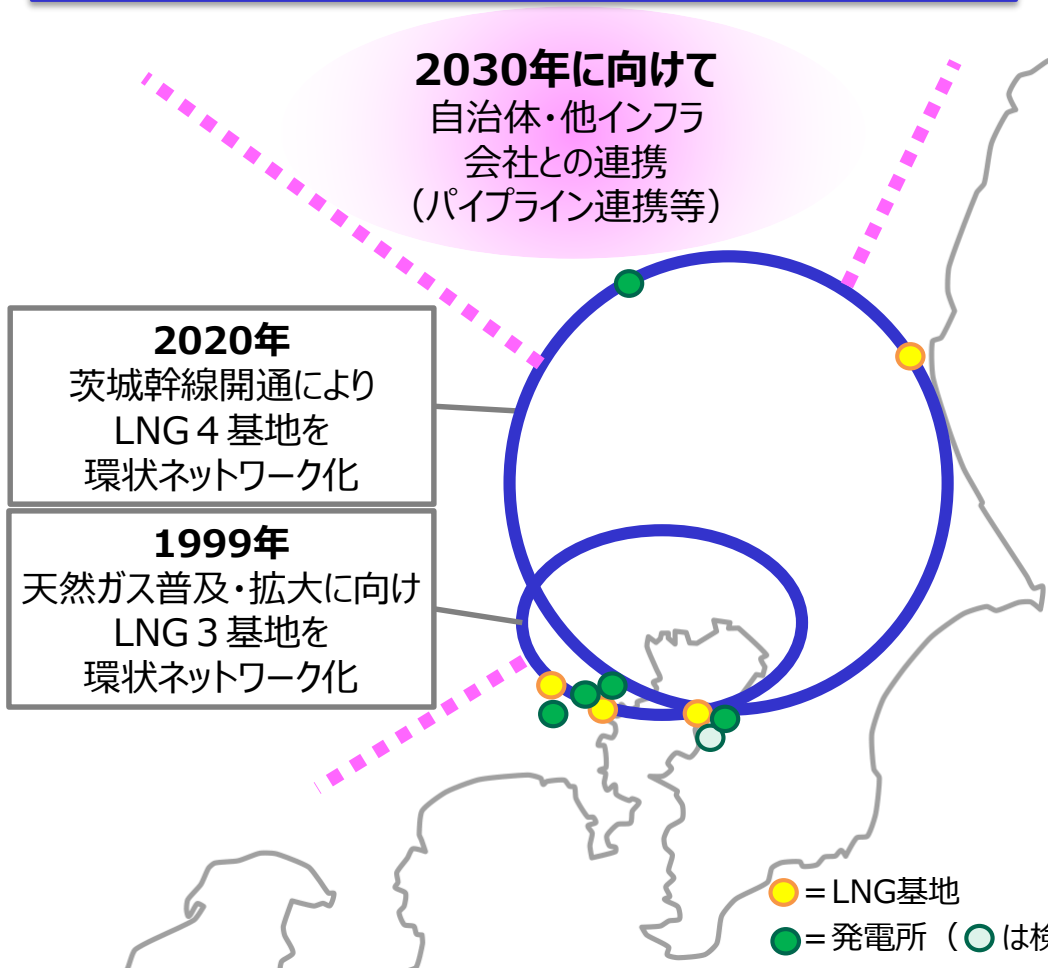 2030年に向けて
自治体・他インフラ
会社との連携
（パイプライン連携等）
2020年
茨城幹線開通により
LNG４基地を
環状ネットワーク化
1999年
天然ガス普及・拡大に向け
LNG３基地を
環状ネットワーク化
＝LNG基地
＝発電所（ は検